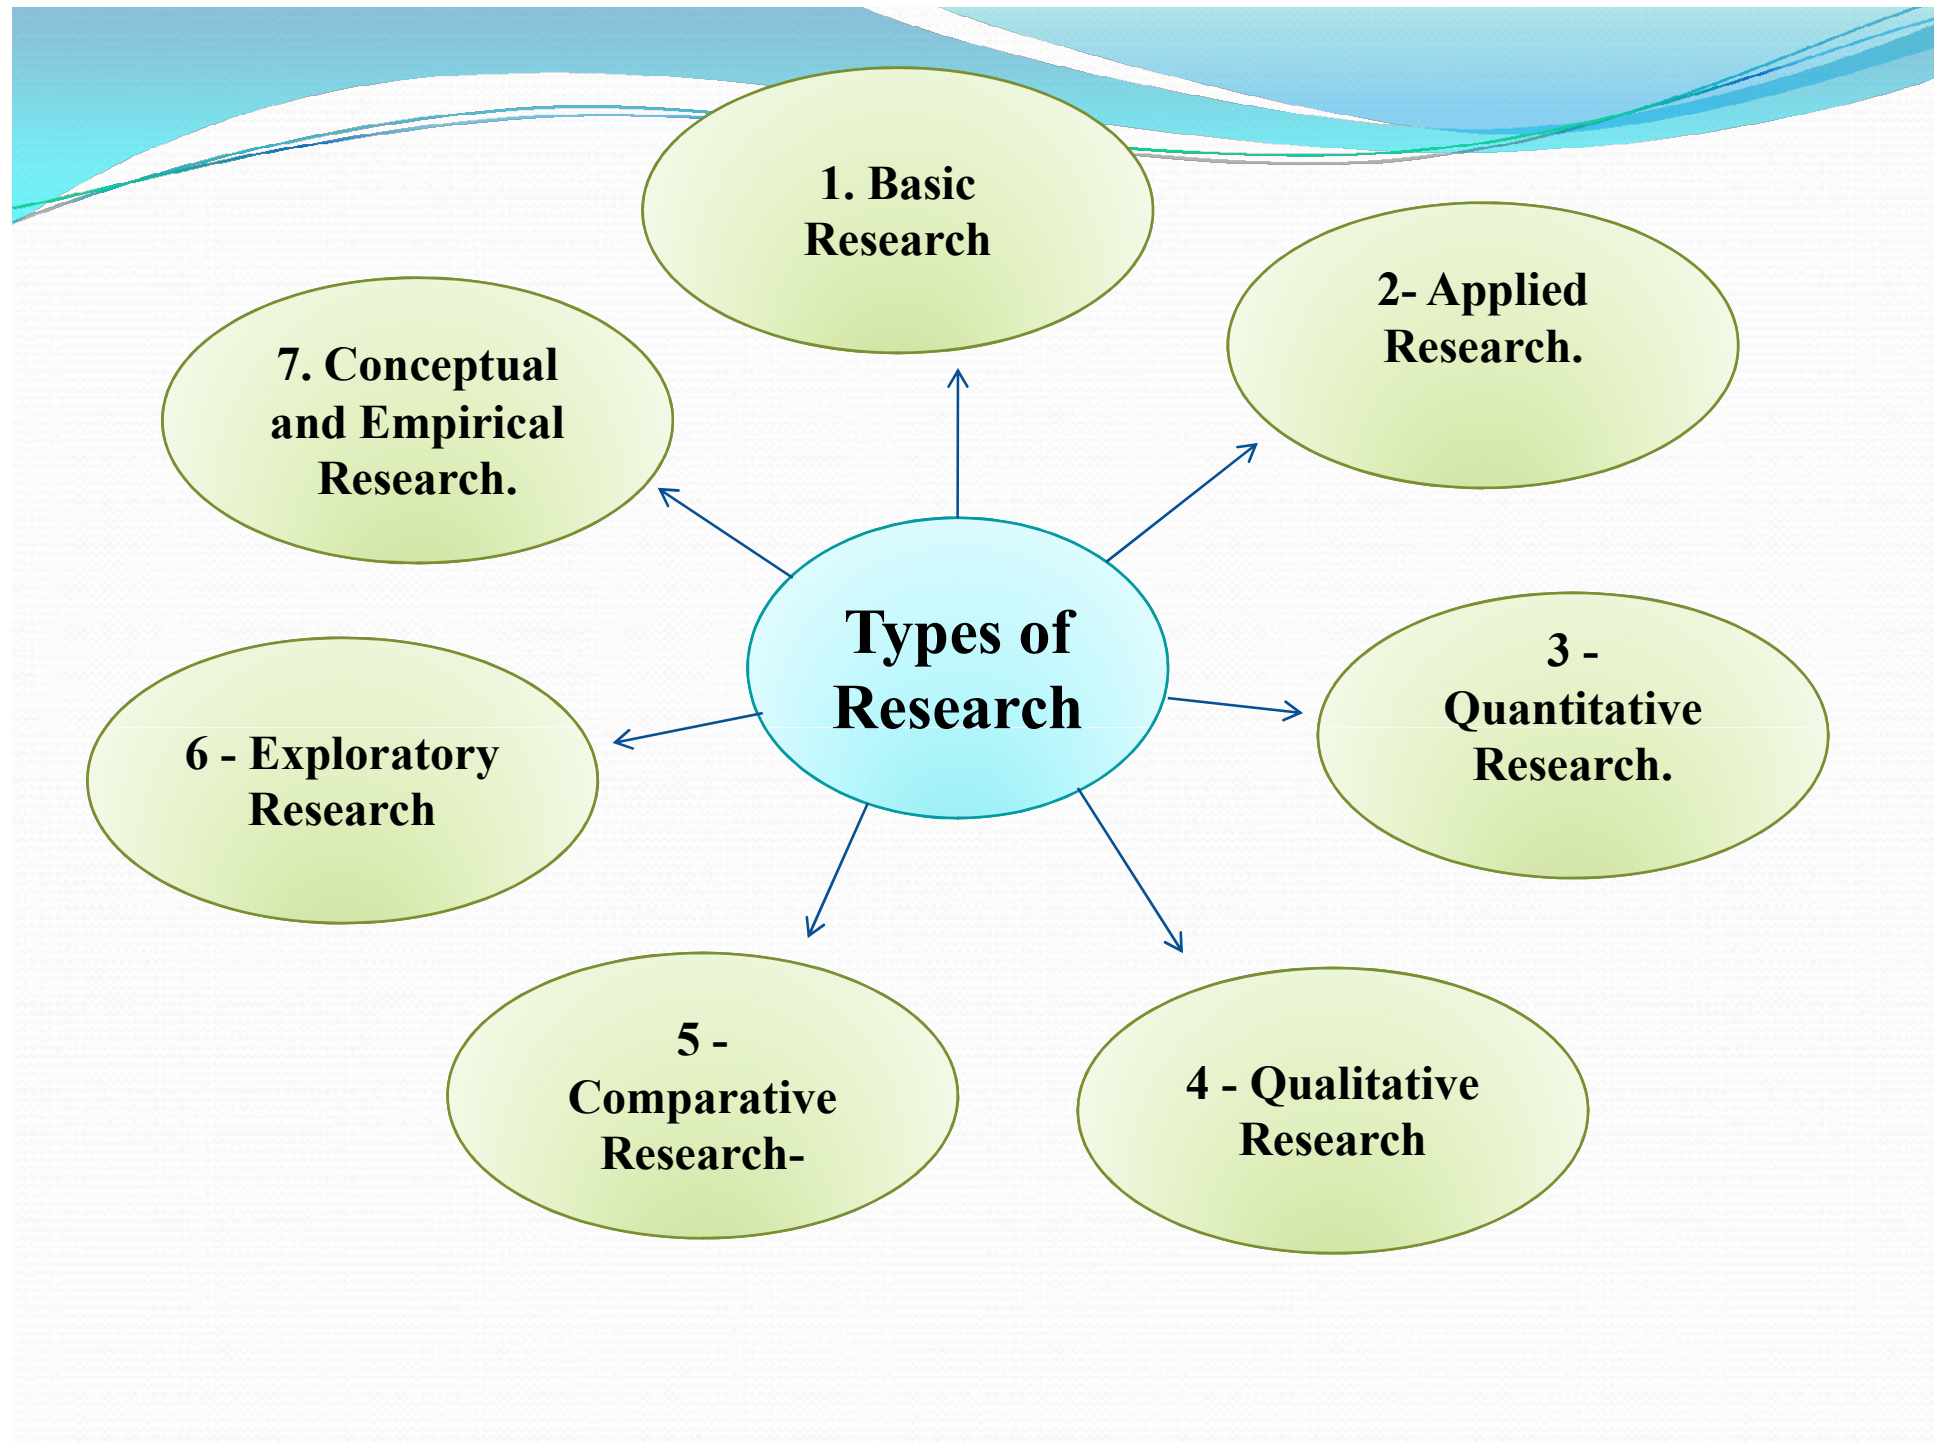 1. Basic
Research
2- Applied
Research.
7. Conceptual
and Empirical
Research.
Types of
Research
3 -
Quantitative
Research.
6 - Exploratory
Research
5 -
Comparative
Research-
4 - Qualitative
Research